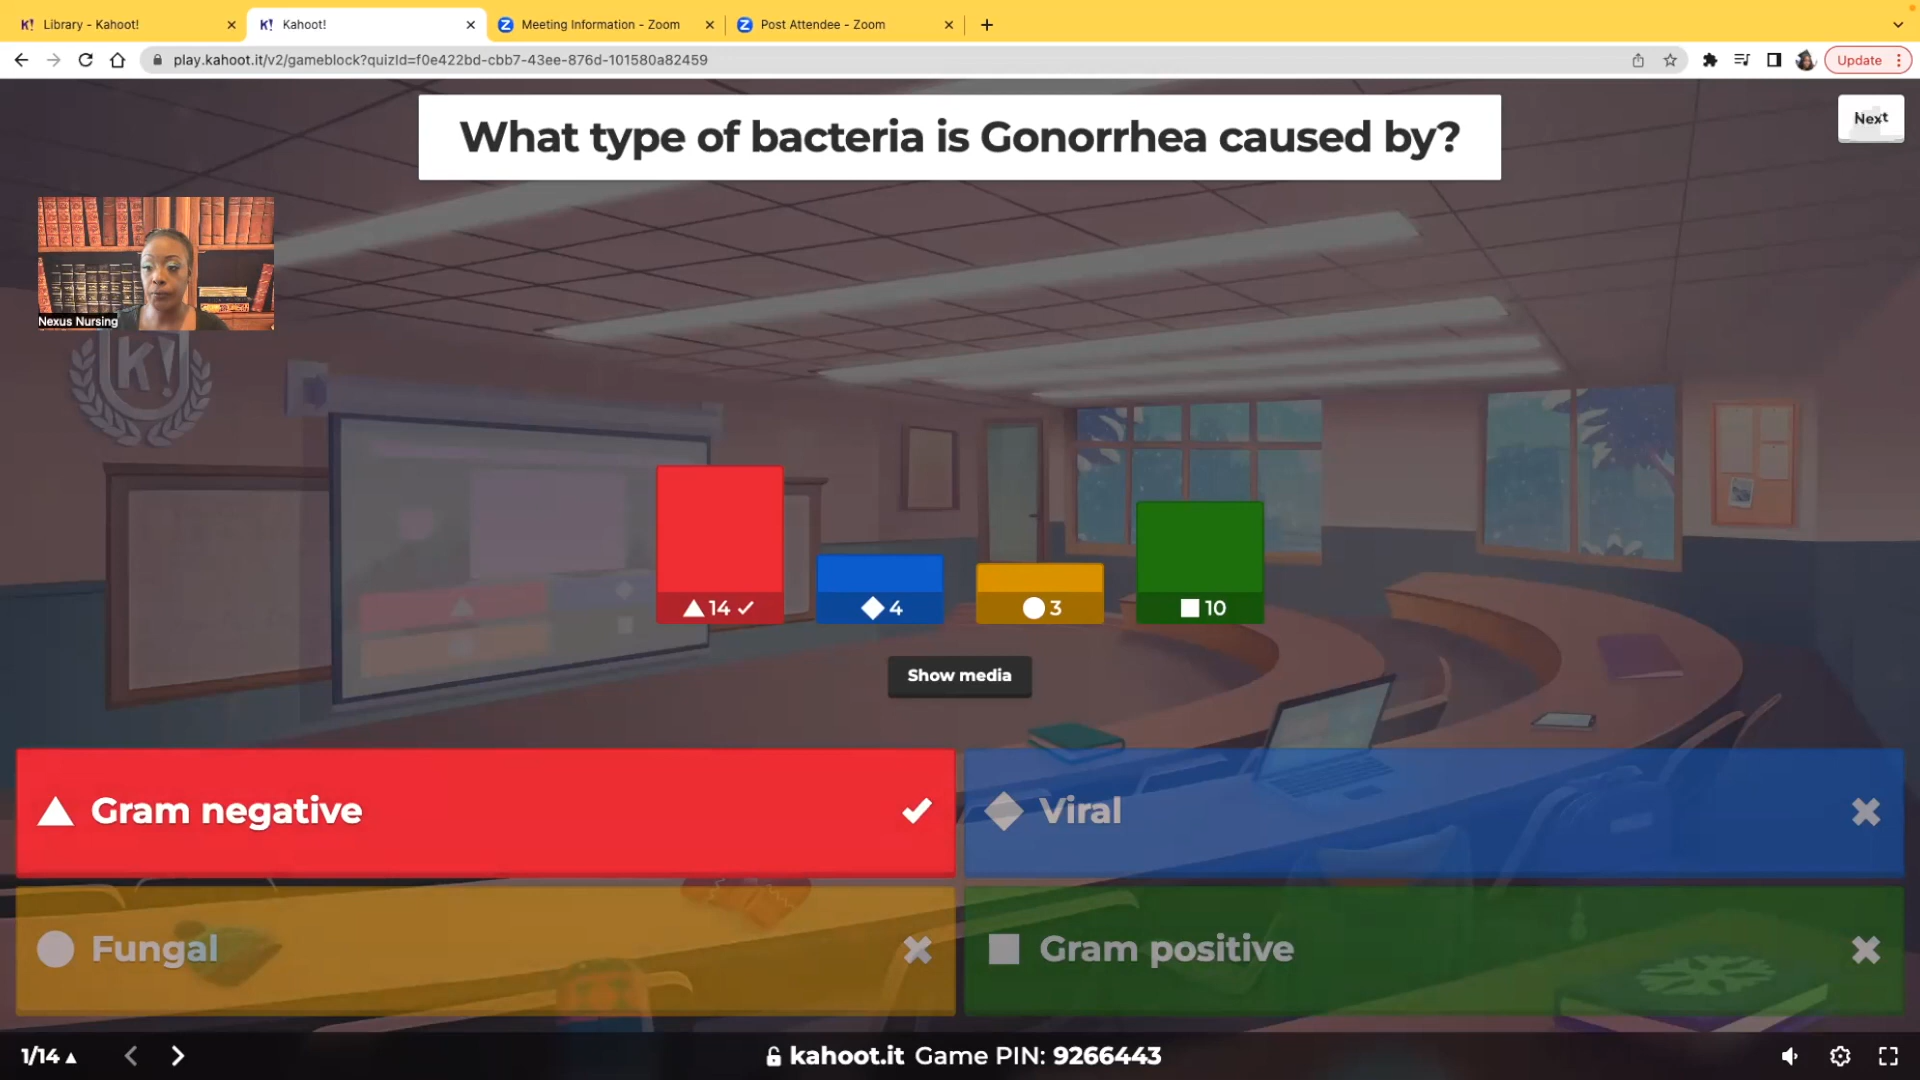 Library - Kahoot!
Kahoot!
Meeting Information - Zoom
Post Attendee - Zoom
play.kahoot.it/v2/gameblock?quizId=f0e422bd-cbb7-43ee-876d-101580a82459
Update
What type of bacteria is Gonorrhea caused by?
Next
Nexus Nursing
K!
14
4
3
10
Show media
Gram negative
Viral
Fungal
Gram positive
1/14
kahoot.it Game PIN: 9266443